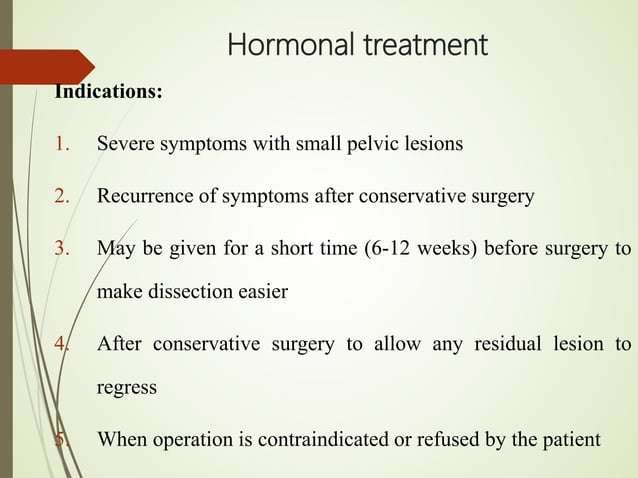 Hormonal treatment
Indications:
1. Severe symptoms with small pelvic lesions
2. Recurrence of symptoms after conservative surgery
3. May be given for a short time (6-12 weeks) before surgery to
make dissection easier
4. After conservative surgery to allow any residual lesion to
regress
5. When operation is contraindicated or refused by the patient